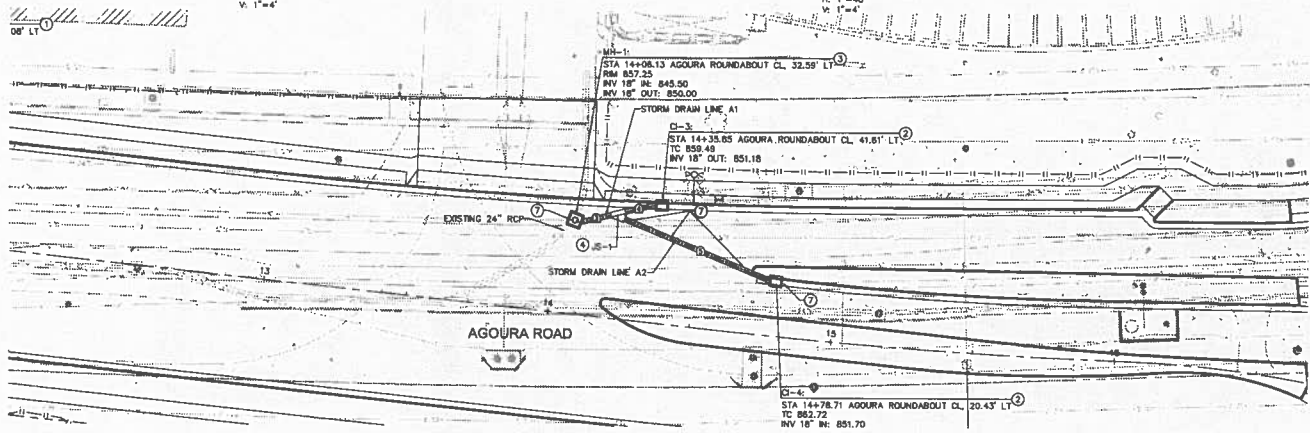 V: 1"=4'
V: 1"=4'
08' LT 1
MH-1:
STA 14+08.13 AGOURA ROUNDABOUT CL, 32.59' LT 3
RIM 857.25
INV 18" IN: 845.50
INV 18" OUT: 850.00
STORM DRAIN LINE A1
CI-3:
STA 14+35.85 AGOURA ROUNDABOUT CL, 41.81' LT 2
TC 859.49
INV 18" OUT: 851.18
POC
7
EXISTING 24" RCP
7
4 JS-1
STORM DRAIN LINE A2
7
13
14
15
AGOURA ROAD
CI-4:
STA 14+78.71 AGOURA ROUNDABOUT CL, 20.43' LT 2
TC 862.72
INV 18" IN: 851.70